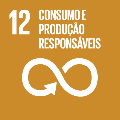 12 CONSUMO E
PRODUÇÃO
RESPONSÁVEIS